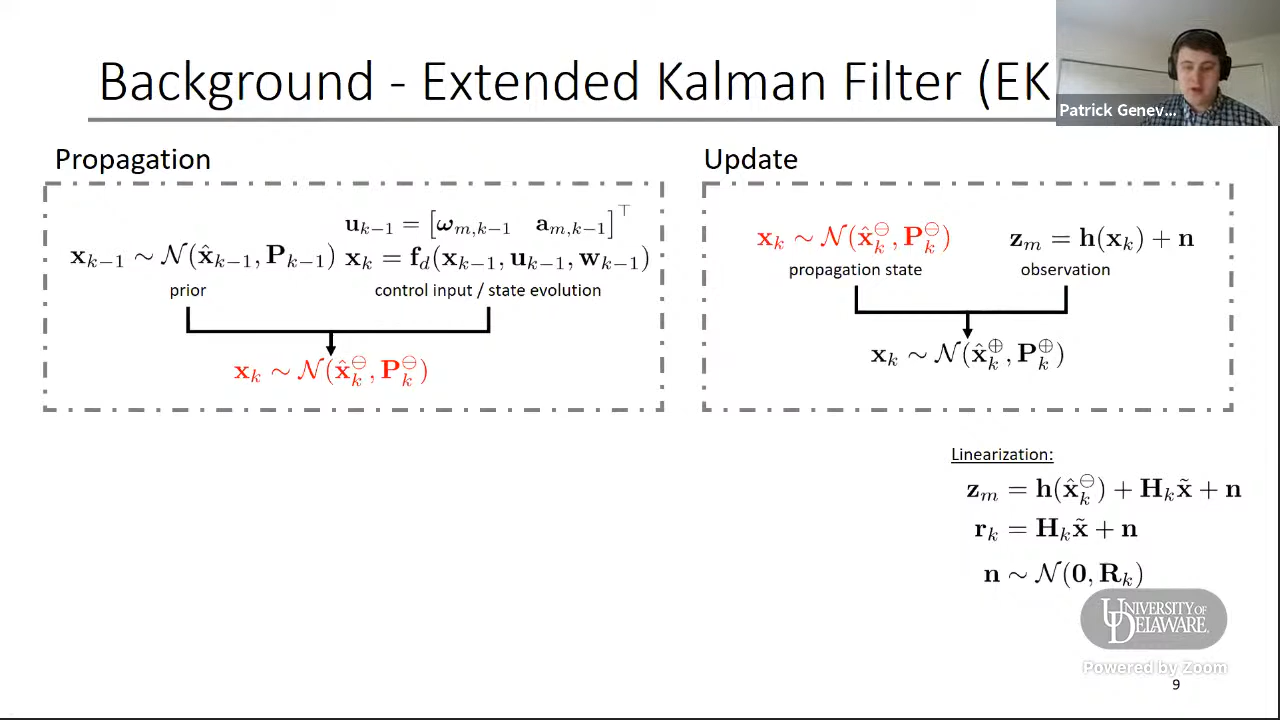 Background - Extended Kalman Filter (EK
Patrick Genev...
Propagation
u_{k−1} = [ω_{m,k−1} a_{m,k−1}]^⊤
x_{k−1} ∼ N(x̂_{k−1}, P_{k−1}) x_k = f_d(x_{k−1}, u_{k−1}, w_{k−1})
prior control input / state evolution
x_k ∼ N(x̂_k^⊖, P_k^⊖)
Update
x_k ∼ N(x̂_k^⊖, P_k^⊖) z_m = h(x_k) + n
propagation state observation
x_k ∼ N(x̂_k^⊕, P_k^⊕)
Linearization:
z_m = h(x̂_k^⊖) + H_k x̃ + n
r_k = H_k x̃ + n
n ∼ N(0, R_k)
UNIVERSITY OF
DELAWARE.
Powered by Zoom
9